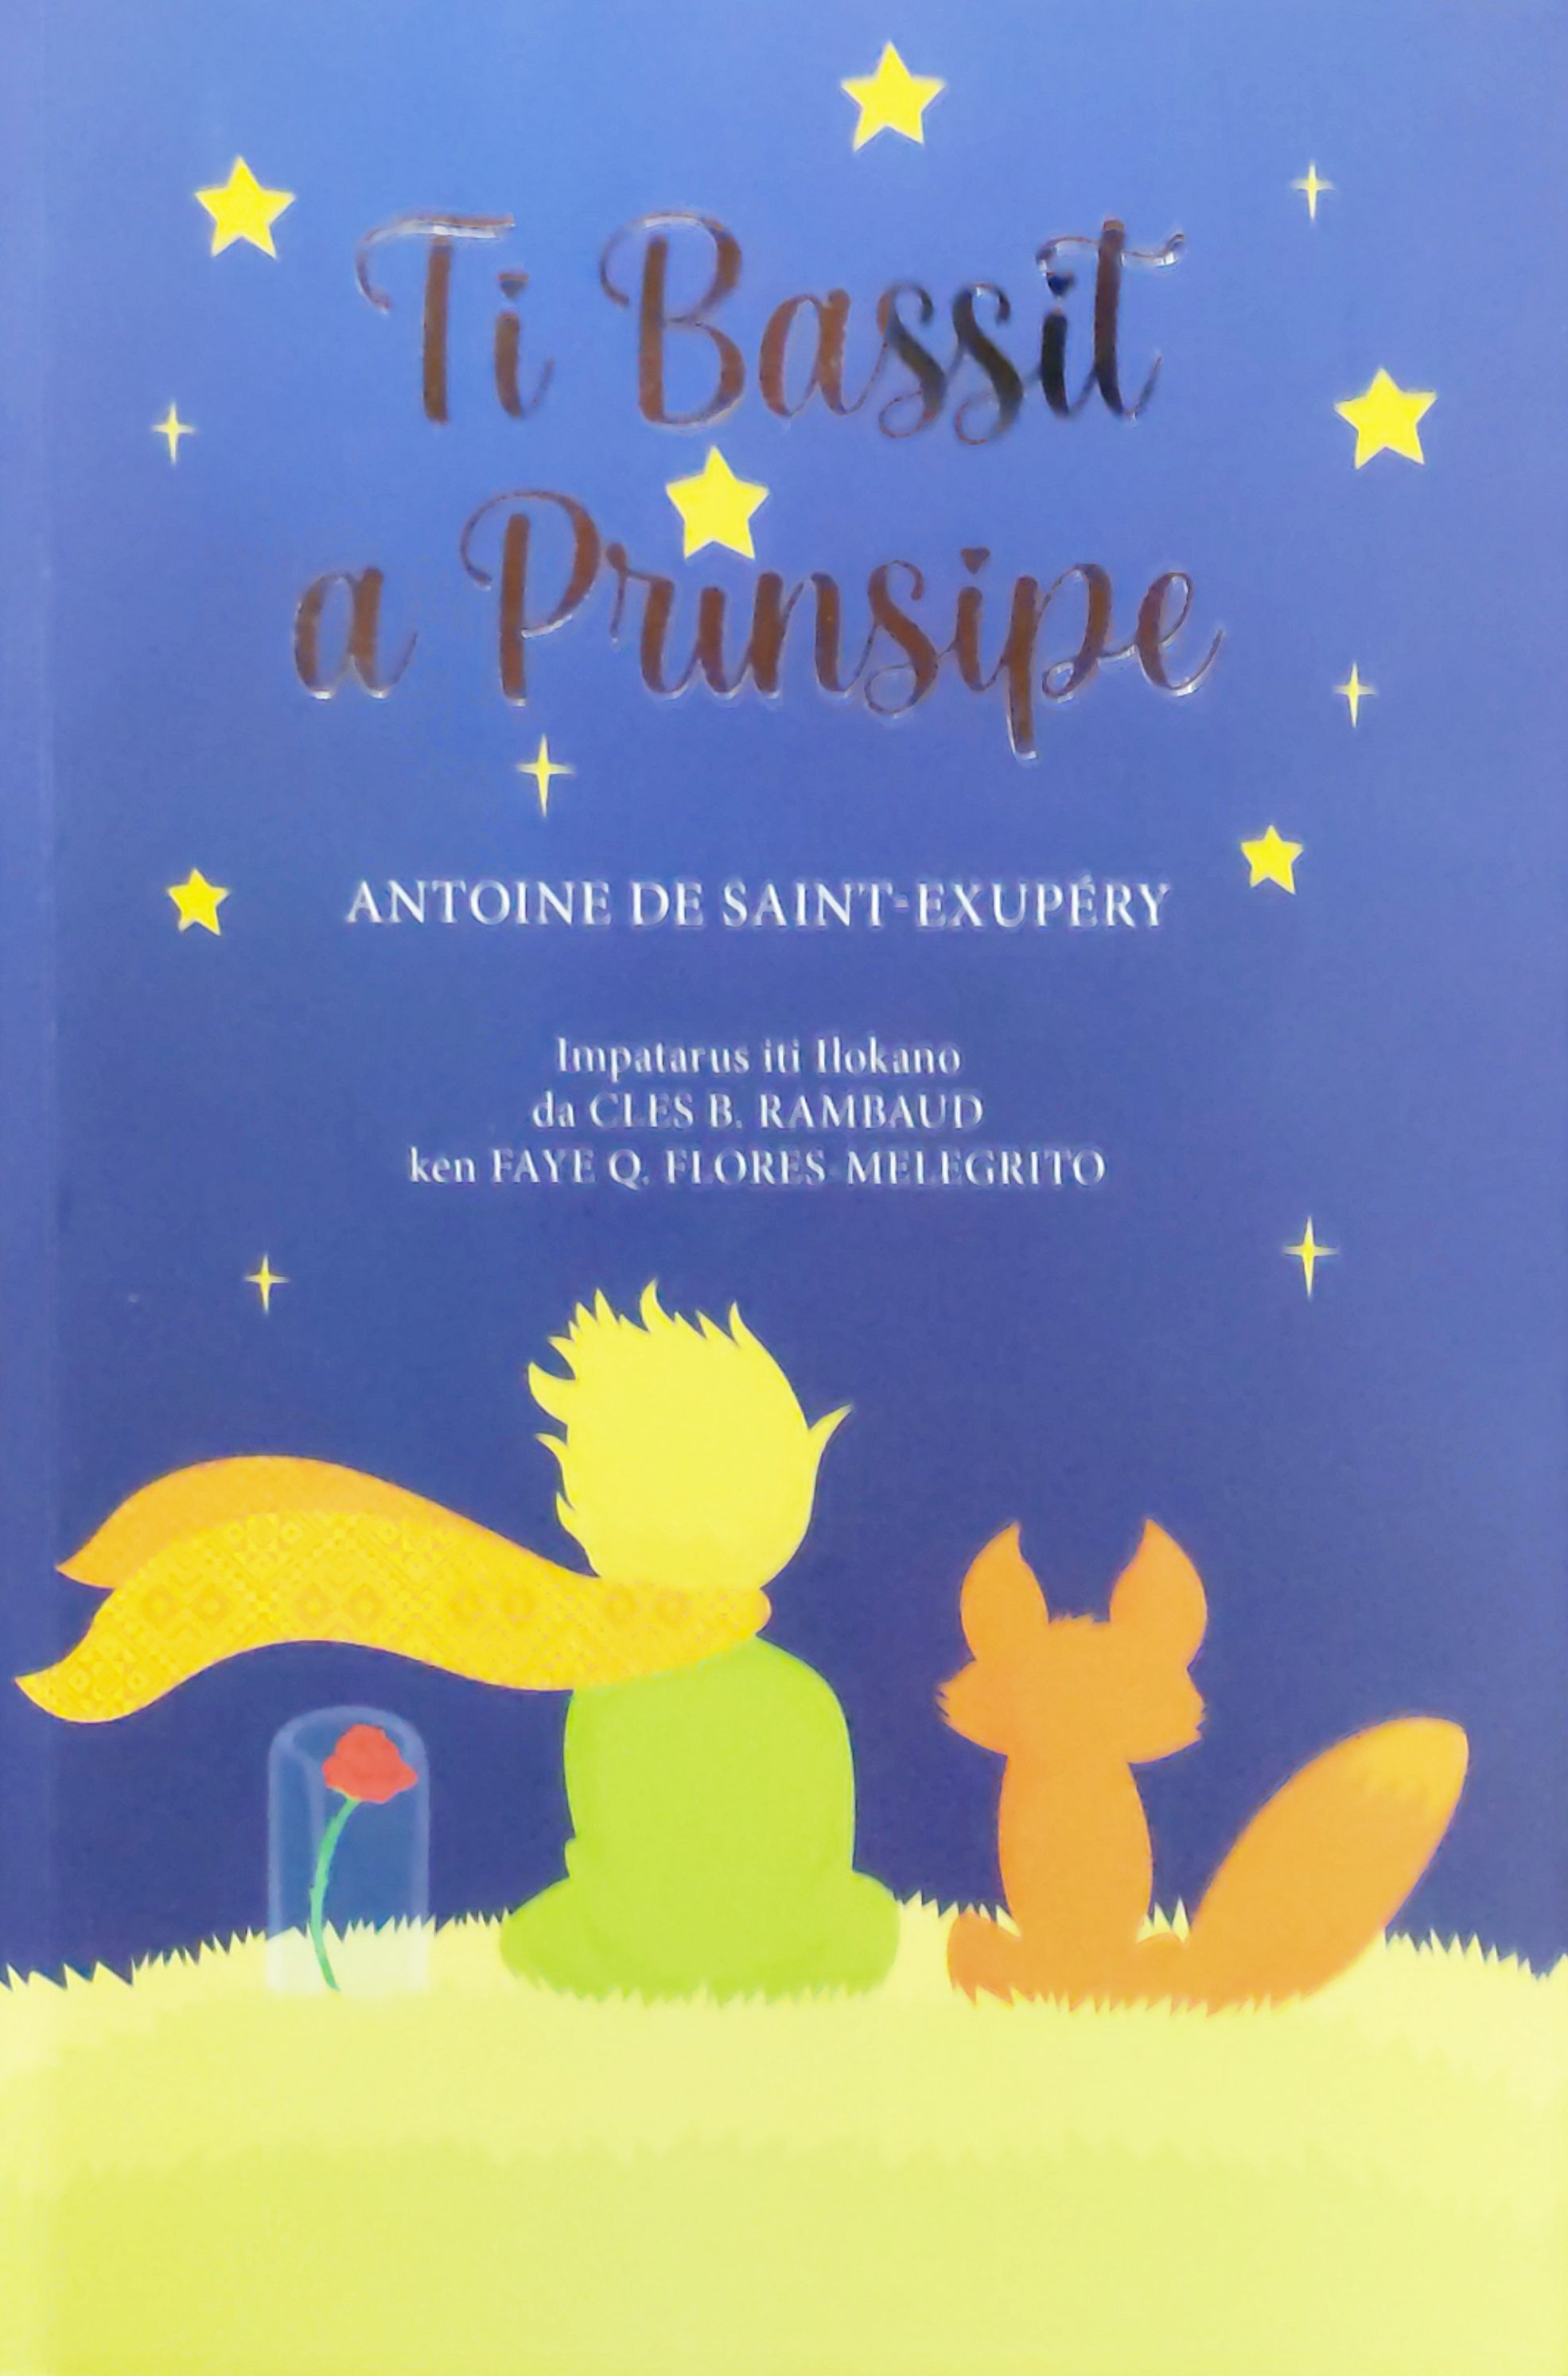 Ti Bassit
a Prinsipe
ANTOINE DE SAINT-EXUPÉRY
Impatarus iti Ilokano
da CLES B. RAMBAUD
ken FAYE Q. FLORES-MELEGRITO